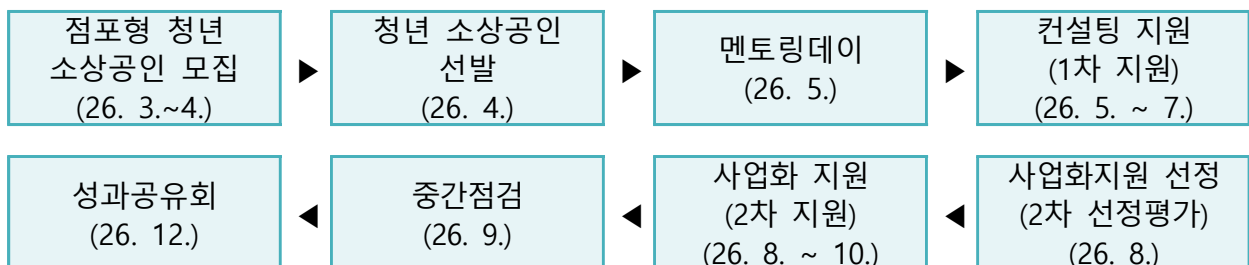 점포형 청년
소상공인 모집
(26. 3.~4.)
▶
청년 소상공인
선발
(26. 4.)
▶
멘토링데이
(26. 5.)
▶
컨설팅 지원
(1차 지원)
(26. 5. ~ 7.)
사업화지원 선정
(2차 선정평가)
(26. 8.)
◀
사업화 지원
(2차 지원)
(26. 8. ~ 10.)
◀
중간점검
(26. 9.)
◀
성과공유회
(26. 12.)